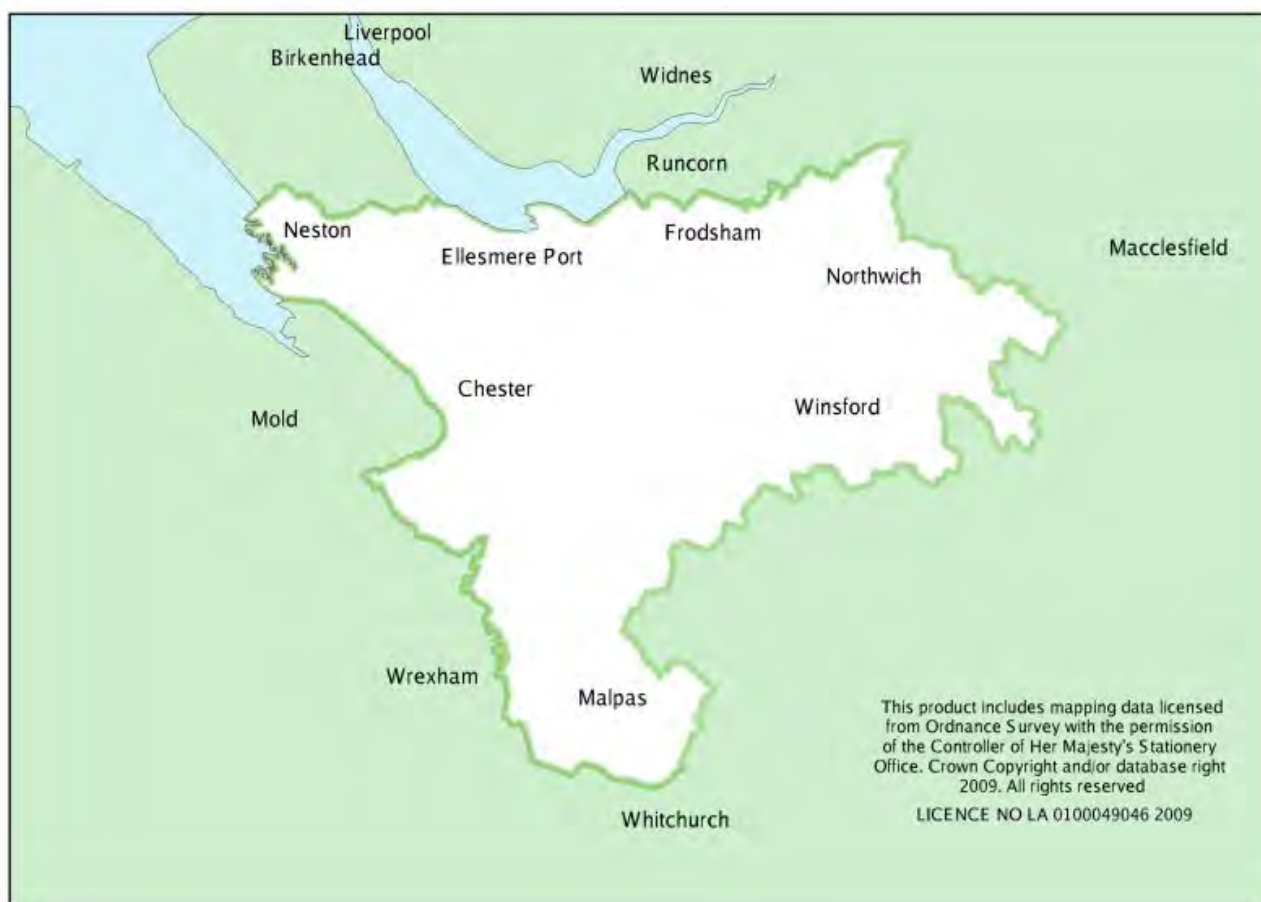 Liverpool
Birkenhead
Widnes
Runcorn
Neston
Frodsham
Macclesfield
Ellesmere Port
Northwich
Chester
Winsford
Mold
Wrexham
Malpas
This product includes mapping data licensed
from Ordnance Survey with the permission
of the Controller of Her Majesty's Stationery
Office. Crown Copyright and/or database right
2009. All rights reserved
LICENCE NO LA 0100049046 2009
Whitchurch